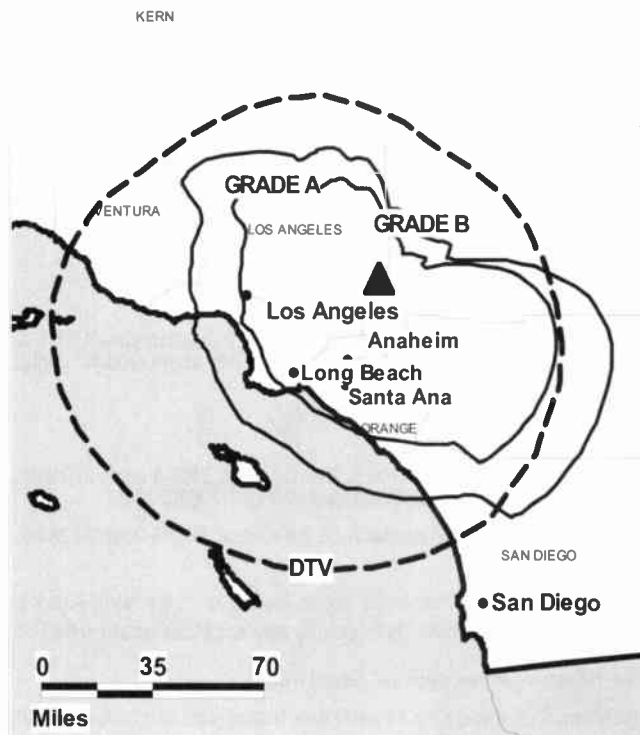 KERN
GRADE A
VENTURA
LOS ANGELES
GRADE B
Los Angeles
Anaheim
Long Beach
Santa Ana
ORANGE
SAN DIEGO
DTV
San Diego
0 35 70
Miles